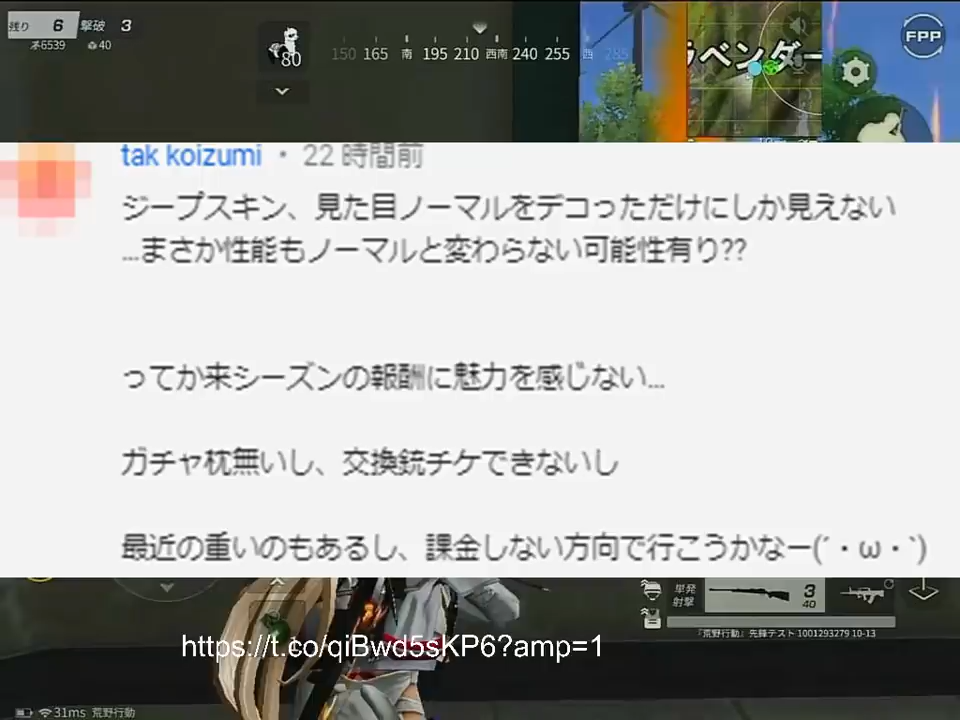 残り 6 撃破 3
6539 40
80
150 165 南 195 210 西南 240 255 西 285
ラベンダー
FPP
tak koizumi・22 時間前
ジープスキン、見た目ノーマルをデコっただけにしか見えない
...まさか性能もノーマルと変わらない可能性有り??
ってか来シーズンの報酬に魅力を感じない...
ガチャ枕無いし、交換銃チケできないし
最近の重いのもあるし、課金しない方向で行こうかなー(´・ω・`)
単発
射撃
3
40
『荒野行動』先鋒テスト 1001293279 10-13
https://t.co/qiBwd5sKP6?amp=1
31ms 荒野行動